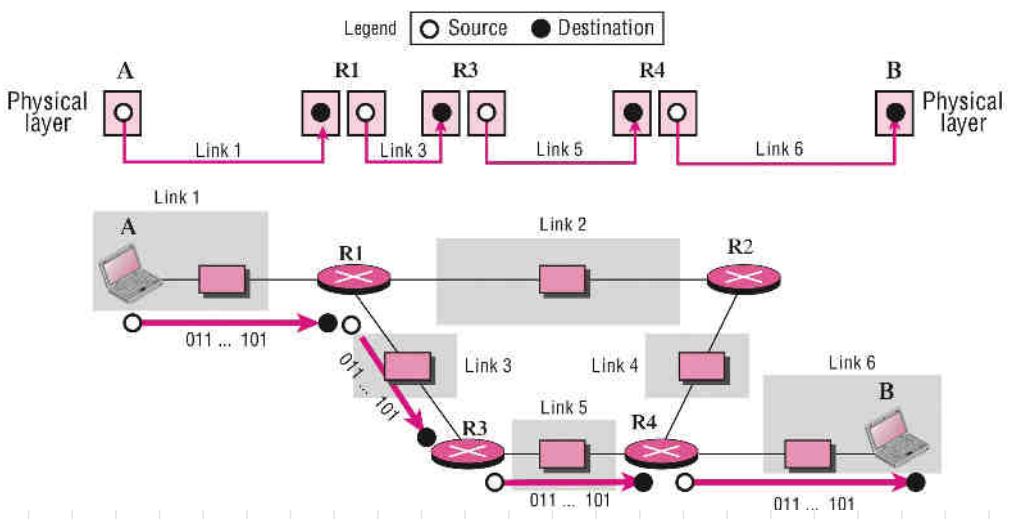 Legend Source Destination
A R1 R3 R4 B
Physical layer
Physical layer
Link 1 Link 3 Link 5 Link 6
Link 1
A
Link 2
R1
R2
011 ... 101
011 ... 101
Link 3
Link 4
Link 6
B
R3
Link 5
R4
011 ... 101
011 ... 101